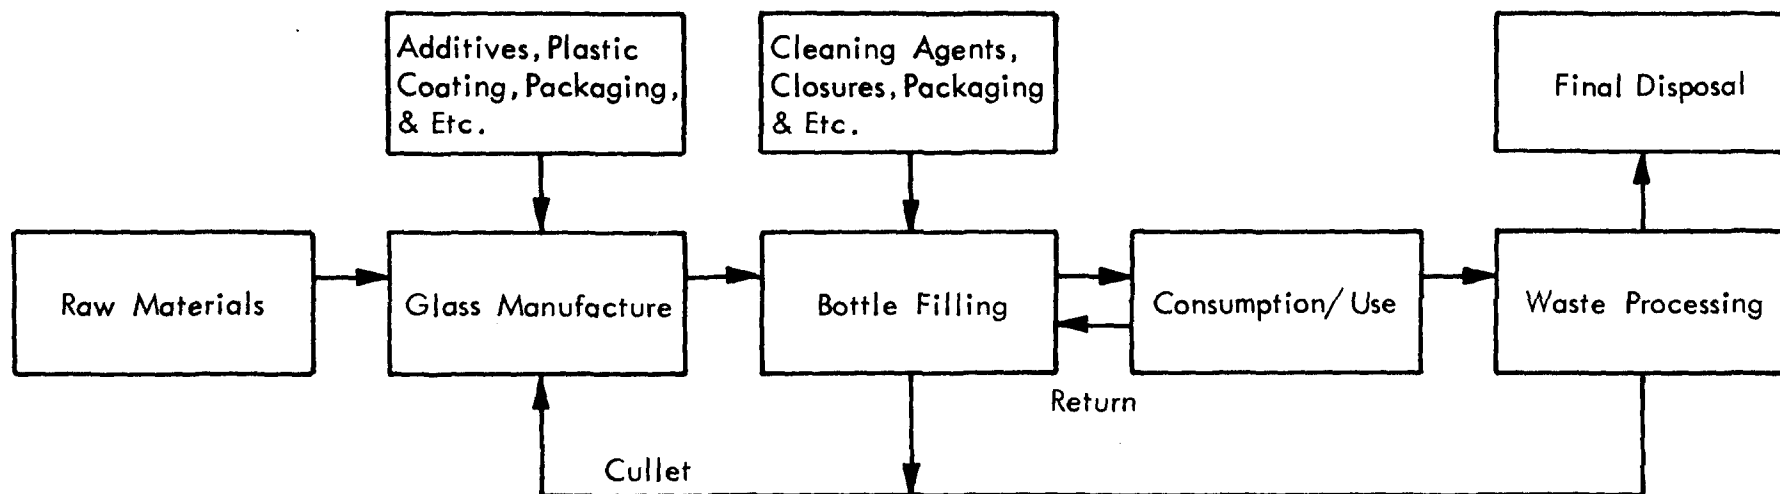 Additives, Plastic
Coating, Packaging,
& Etc.
Cleaning Agents,
Closures, Packaging
& Etc.
Final Disposal
Raw Materials
Glass Manufacture
Bottle Filling
Consumption/Use
Waste Processing
Return
Cullet